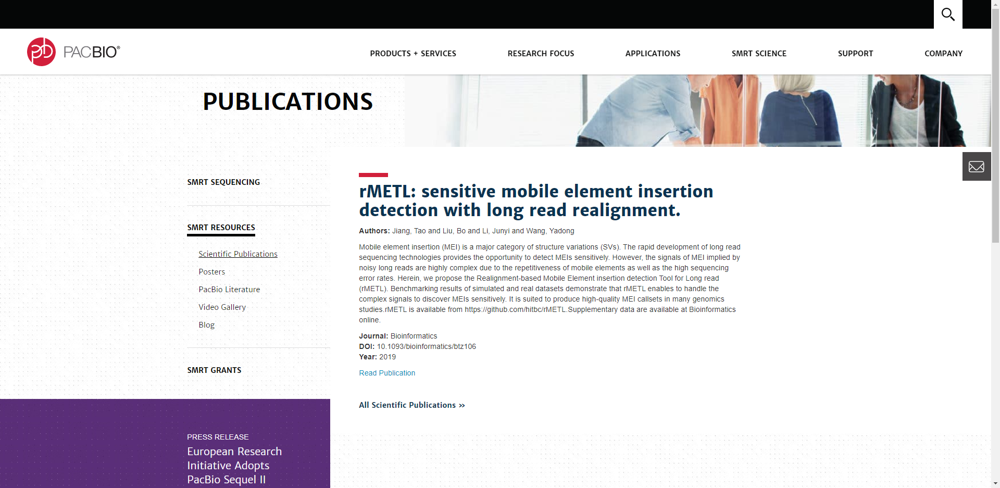 PACBIO®
PRODUCTS + SERVICES
RESEARCH FOCUS
APPLICATIONS
SMRT SCIENCE
SUPPORT
COMPANY
PUBLICATIONS
SMRT SEQUENCING
SMRT RESOURCES
Scientific Publications
Posters
PacBio Literature
Video Gallery
Blog
SMRT GRANTS
PRESS RELEASE
European Research
Initiative Adopts
PacBio Sequel II
rMETL: sensitive mobile element insertion
detection with long read realignment.
Authors: Jiang, Tao and Liu, Bo and Li, Junyi and Wang, Yadong
Mobile element insertion (MEI) is a major category of structure variations (SVs). The rapid development of long read
sequencing technologies provides the opportunity to detect MEIs sensitively. However, the signals of MEI implied by
noisy long reads are highly complex due to the repetitiveness of mobile elements as well as the high sequencing
error rates. Herein, we propose the Realignment-based Mobile Element insertion detection Tool for Long read
(rMETL). Benchmarking results of simulated and real datasets demonstrate that rMETL enables to handle the
complex signals to discover MEIs sensitively. It is suited to produce high-quality MEI callsets in many genomics
studies.rMETL is available from https://github.com/hitbc/rMETL.Supplementary data are available at Bioinformatics
online.
Journal: Bioinformatics
DOI: 10.1093/bioinformatics/btz106
Year: 2019
Read Publication
All Scientific Publications »